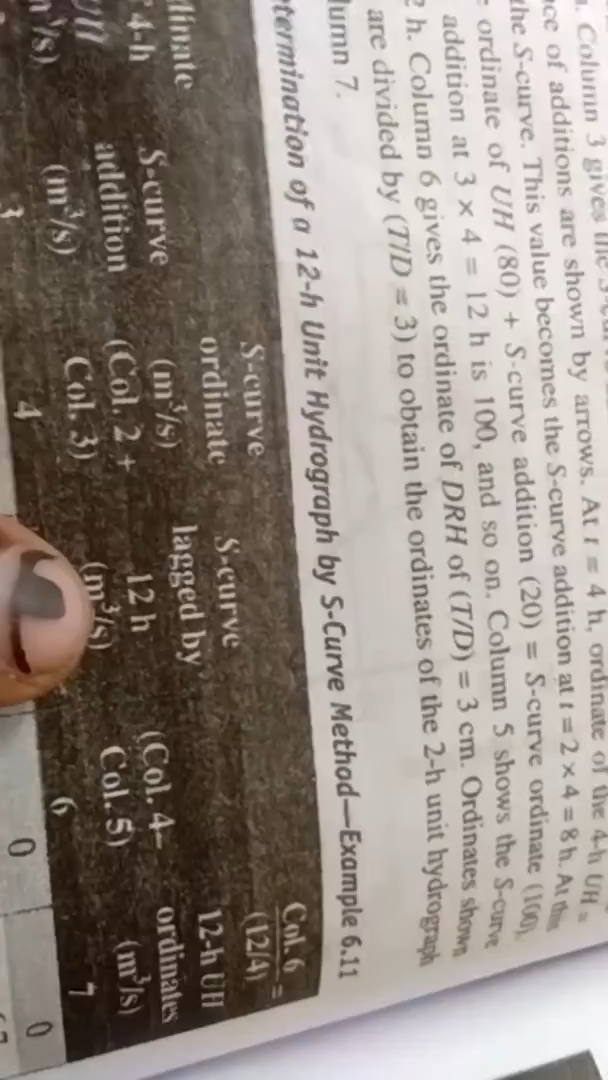 . Column 3 gives the
ce of additions are shown by arrows. At t = 4 h, ordinate of the 4-h UH =
the S-curve. This value becomes the S-curve addition at t = 2 × 4 = 8 h. At this
ordinate of UH (80) + S-curve addition (20) = S-curve ordinate (100).
addition at 3 × 4 = 12 h is 100, and so on. Column 5 shows the S-curve
h. Column 6 gives the ordinate of DRH of (T/D) = 3 cm. Ordinates shown
are divided by (T/D = 3) to obtain the ordinates of the 2-h unit hydrograph
lumn 7.
termination of a 12-h Unit Hydrograph by S-Curve Method—Example 6.11
dinate
4-h
UH
m³/s)
S-curve
addition
(m³/s)
3
S-curve
ordinate
(m³/s)
(Col. 2 +
Col. 3)
4
S-curve
lagged by
12 h
(m³/s)
(Col. 4–
Col. 5)
6
Col. 6 =
(12/4)
12-h UH
ordinates
(m³/s)
7
0
0